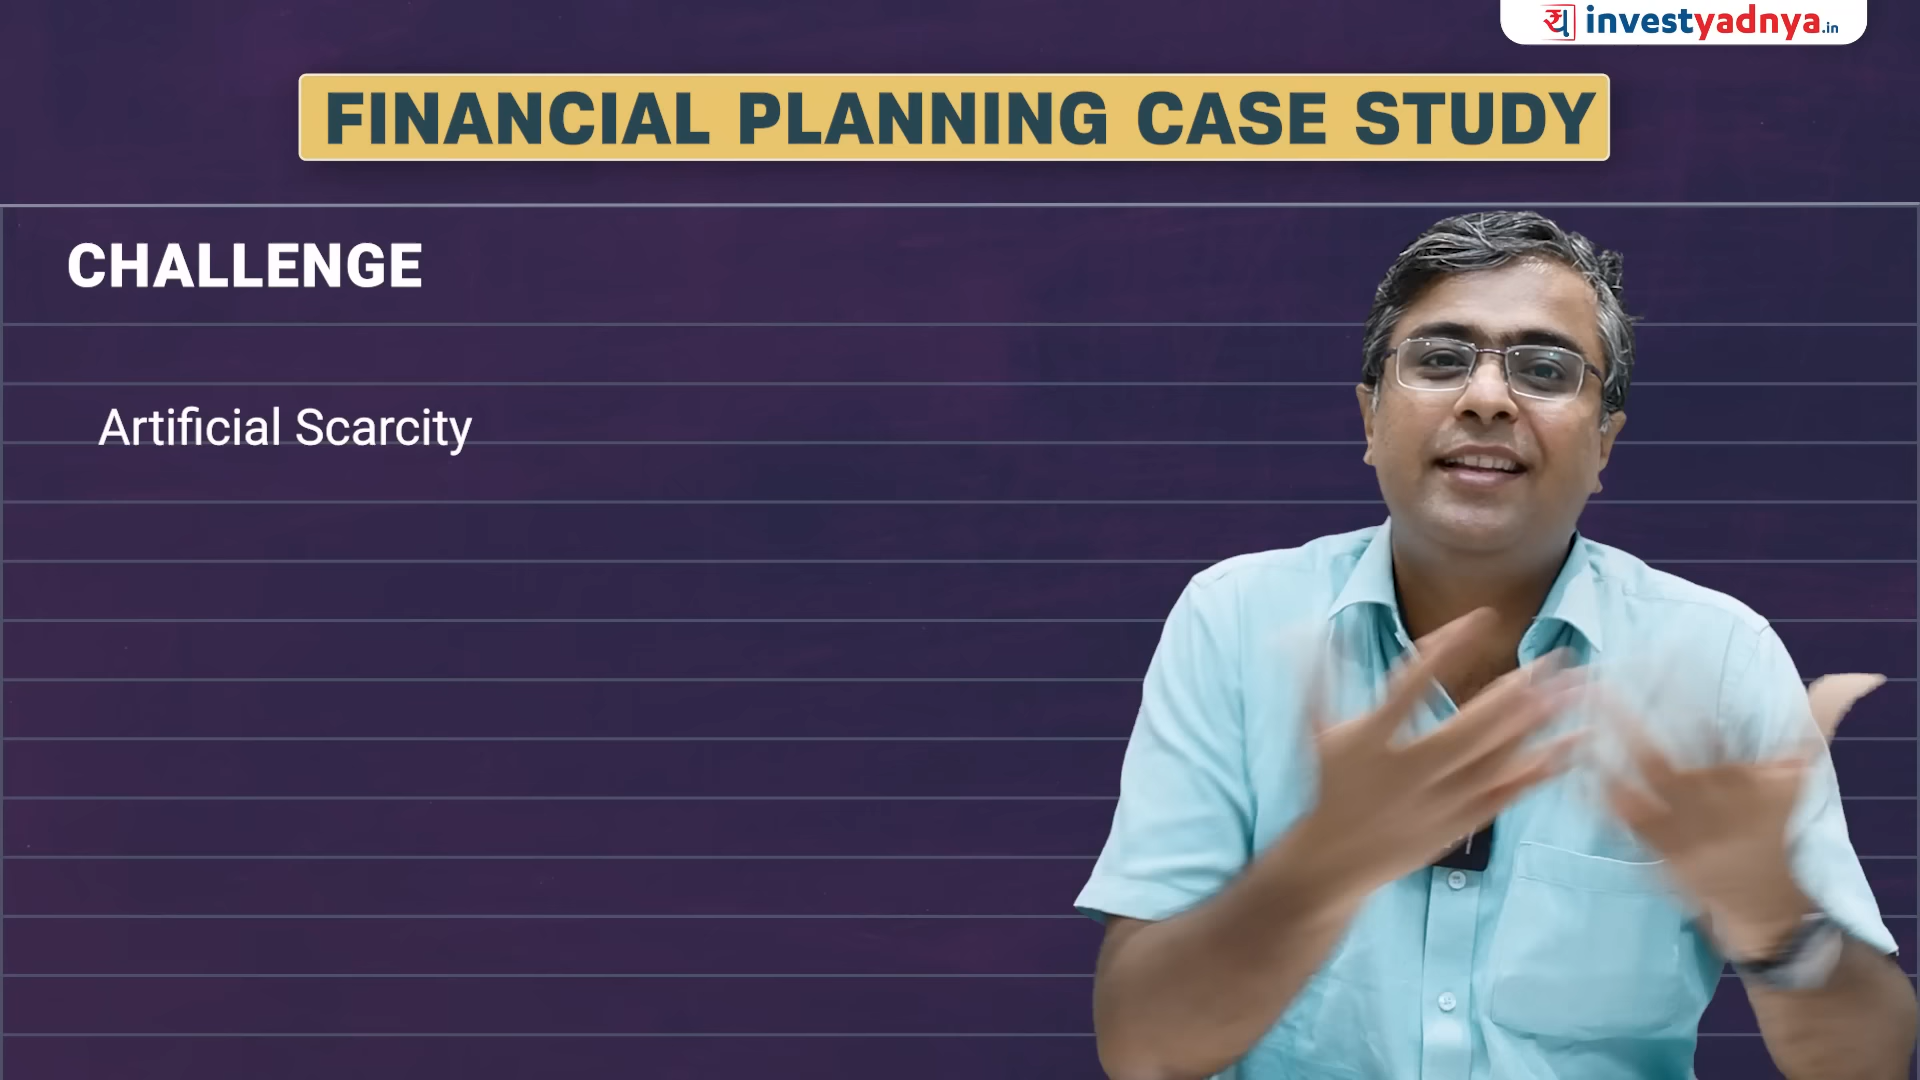 यु investyadnya.in
FINANCIAL PLANNING CASE STUDY
CHALLENGE
Artificial Scarcity